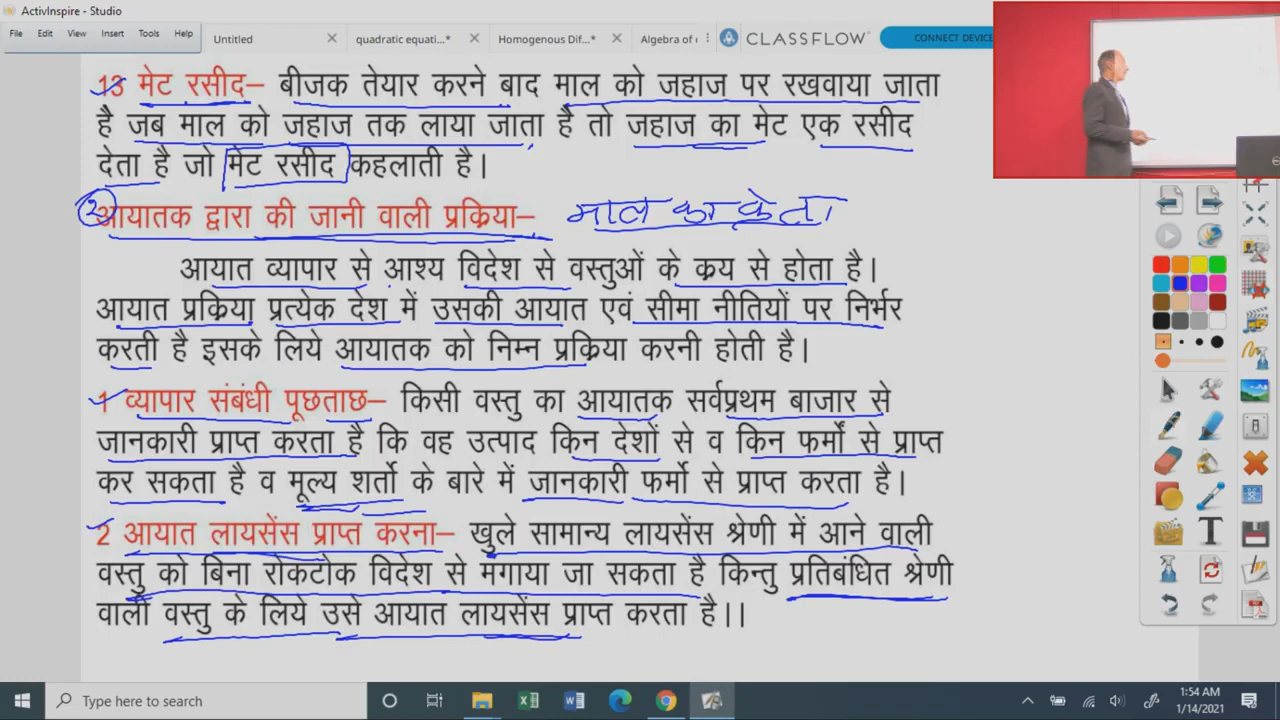 ActivInspire - Studio
File Edit View Insert Tools Help
Untitled
quadratic equati...*
Homogenous Dif...*
Algebra of
CLASSFLOW
CONNECT DEVICE
13 मेट रसीद– बीजक तेयार करने बाद माल को जहाज पर रखवाया जाता
है जब माल को जहाज तक लाया जाता है तो जहाज का मेट एक रसीद
देता है जो मेट रसीद कहलाती है।
2 आयातक द्वारा की जानी वाली प्रक्रिया– माल का क्रेता
आयात व्यापार से आश्य विदेश से वस्तुओं के क्रय से होता है।
आयात प्रक्रिया प्रत्येक देश में उसकी आयात एवं सीमा नीतियों पर निर्भर
करती है इसके लिये आयातक को निम्न प्रक्रिया करनी होती है।
1 व्यापार संबंधी पूछताछ– किसी वस्तु का आयातक सर्वप्रथम बाजार से
जानकारी प्राप्त करता है कि वह उत्पाद किन देशों से व किन फर्मों से प्राप्त
कर सकता है व मूल्य शर्तो के बारे में जानकारी फर्मो से प्राप्त करता है।
2 आयात लायसेंस प्राप्त करना– खुले सामान्य लायसेंस श्रेणी में आने वाली
वस्तु को बिना रोकटोक विदेश से मंगाया जा सकता है किन्तु प्रतिबंधित श्रेणी
वाली वस्तु के लिये उसे आयात लायसेंस प्राप्त करता है।।
Type here to search
1:54 AM
1/14/2021